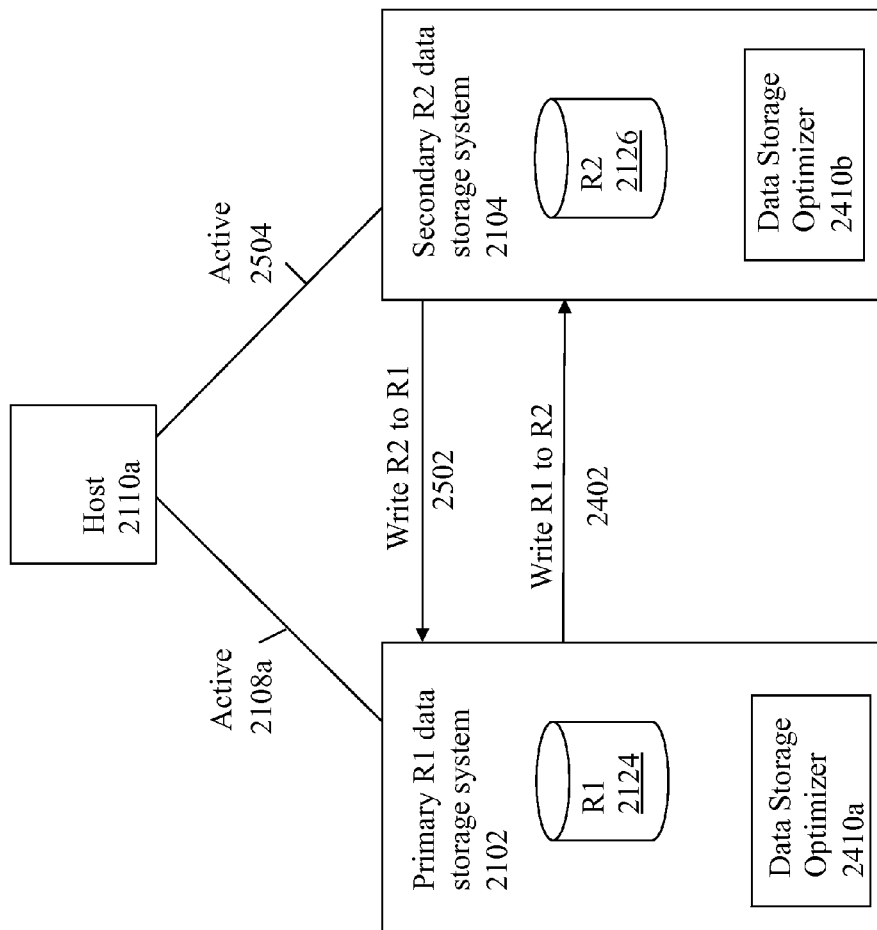 Host
2110a
Active
2108a
Active
2504
Primary R1 data
storage system
2102
R1
2124
Data Storage
Optimizer
2410a
Write R2 to R1
2502
Write R1 to R2
2402
Secondary R2 data
storage system
2104
R2
2126
Data Storage
Optimizer
2410b